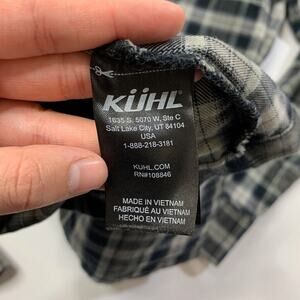 KÜHL
1635 S. 5070 W, Ste C
Salt Lake City, UT 84104
USA
1-888-218-3181
KUHL.COM
RN#108846
MADE IN VIETNAM
FABRIQUÉ AU VIETNAM
HECHO EN VIETNAM